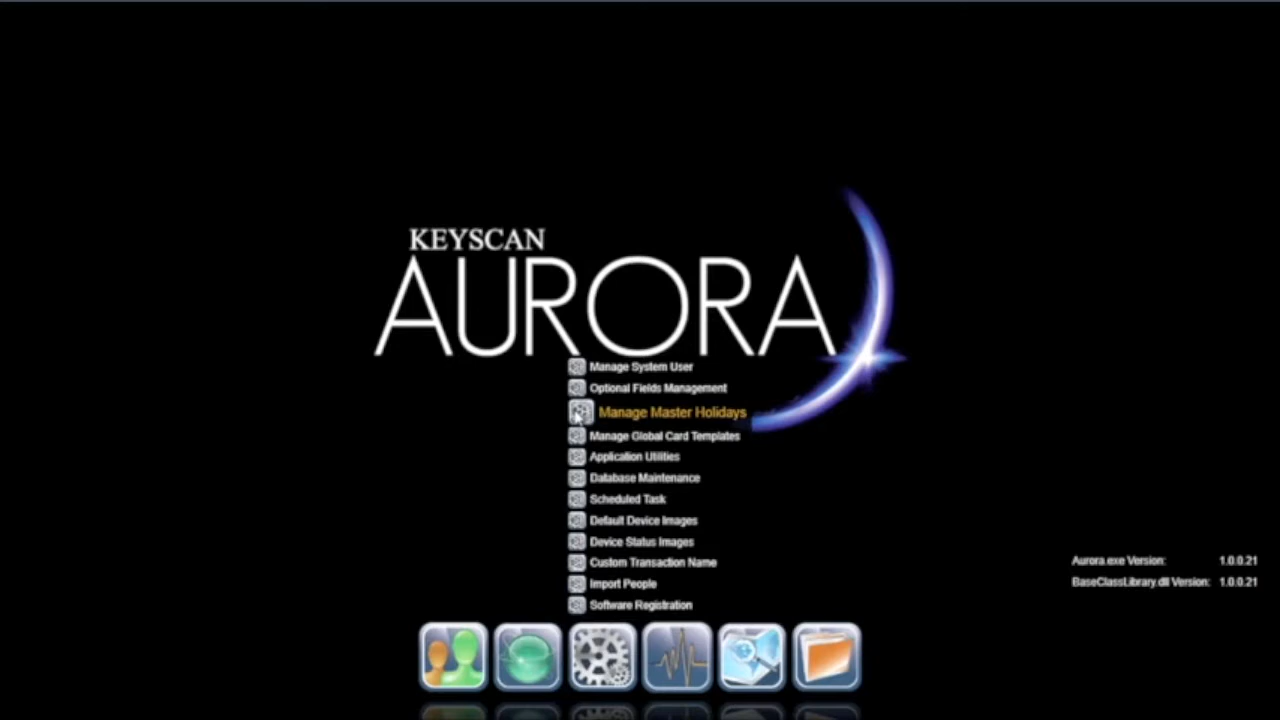 KEYSCAN
AURORA
Manage System User
Optional Fields Management
Manage Master Holidays
Manage Global Card Templates
Application Utilities
Database Maintenance
Scheduled Task
Default Device Images
Device Status Images
Custom Transaction Name
Import People
Software Registration
Aurora.exe Version: 1.0.0.21
BaseClassLibrary.dll Version: 1.0.0.21